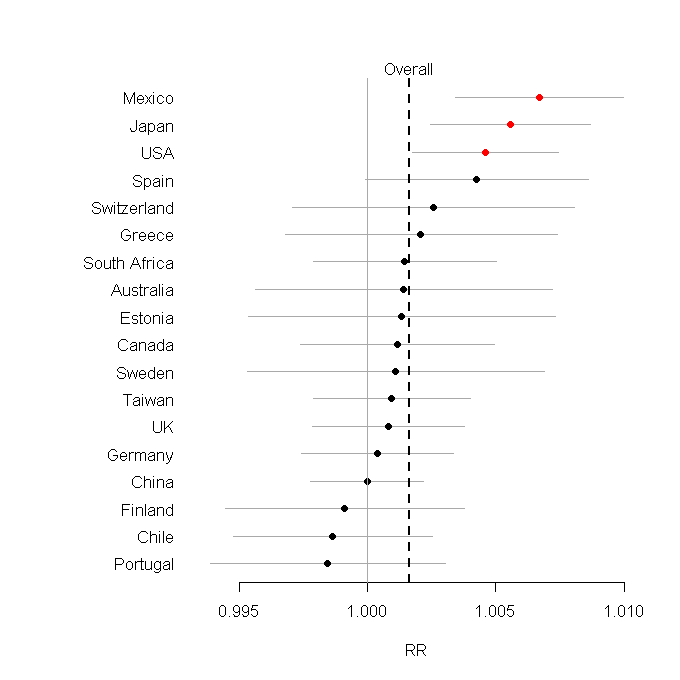 Overall
Mexico
Japan
USA
Spain
Switzerland
Greece
South Africa
Australia
Estonia
Canada
Sweden
Taiwan
UK
Germany
China
Finland
Chile
Portugal
0.995 1.000 1.005 1.010
RR